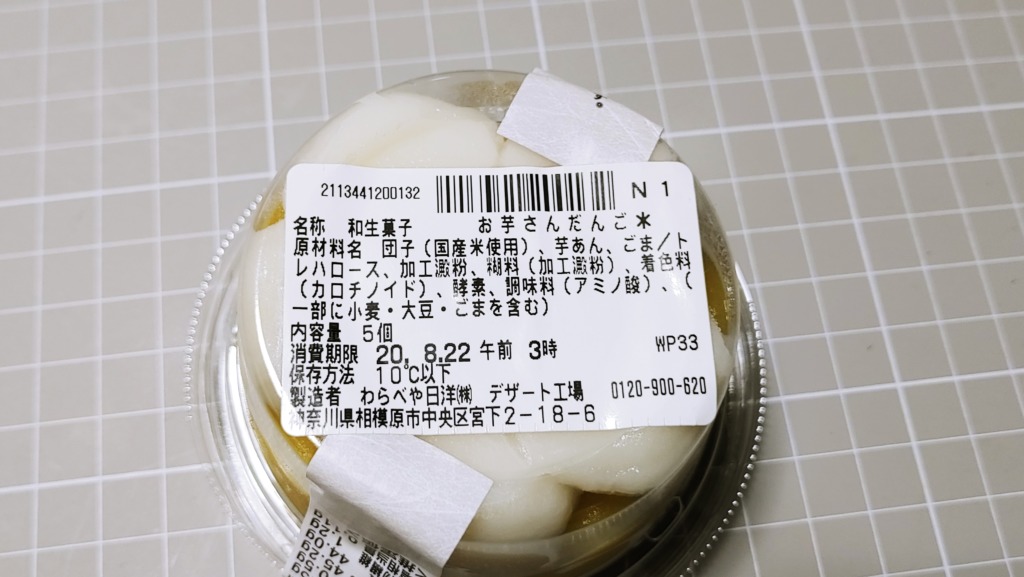 2113441200132 N 1
名称 和生菓子 お芋さんだんご*
原材料名 団子(国産米使用)、芋あん、ごま/ト
レハロース、加工澱粉、糊料(加工澱粉)、着色料
(カロチノイド)、酵素、調味料(アミノ酸)、(
一部に小麦・大豆・ごまを含む)
内容量 5個
消費期限 20. 8.22 午前 3時 WP33
保存方法 10℃以下
製造者 わらべや日洋㈱ デザート工場 0120-900-620
神奈川県相模原市中央区宮下2-18-6